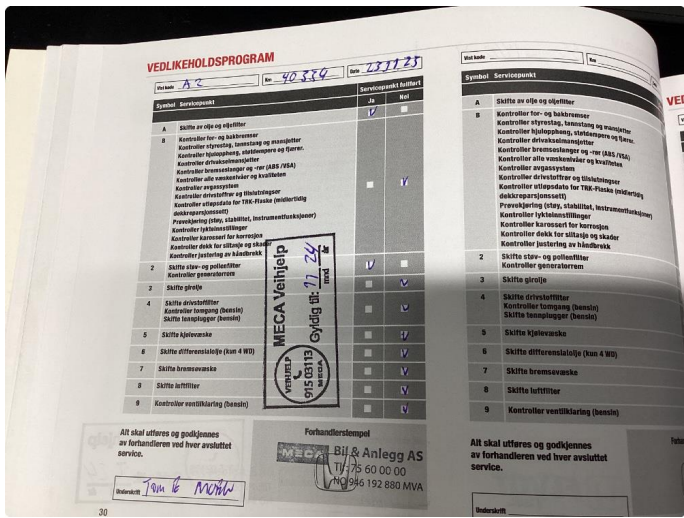 VEDLIKEHOLDSPROGRAM
Vist kode A2 Km 40334 Dato 23.11.23
Symbol Servicepunkt Servicepunkt fullført
Ja Nei
A Skifte av olje og oljefilter
B Kontroller for- og bakbremser
Kontroller styrestag, tannstang og mansjetter
Kontroller hjuloppheng, støtdempere og fjærer.
Kontroller drivakselmansjetter
Kontroller bremseslanger og -rør (ABS /VSA)
Kontroller alle væskenivåer og kvaliteten
Kontroller avgassystem
Kontroller drivstoffrør og tilslutninger
Kontroller utløpsdato for TRK-Flaske (midlertidig
dekkreparsjonssett)
Prøvekjøring (støy, stabilitet, instrumentfunksjoner)
Kontroller lykteinnstillinger
Kontroller karosseri for korrosjon
Kontroller dekk for slitasje og skader
Kontroller justering av håndbrekk
2 Skifte støv- og pollenfilter
Kontroller generatorrem
3 Skifte girolje
4 Skifte drivstoffilter
Kontroller tomgang (bensin)
Skifte tennplugger (bensin)
5 Skifte kjølevæske
6 Skifte differensialolje (kun 4 WD)
7 Skifte bremsevæske
8 Skifte luftfilter
9 Kontroller ventilklaring (bensin)
MECA Veihjelp
Gyldig til: 11 24
mnd år
VEIHJELP
915 03113
MECA
Alt skal utføres og godkjennes
av forhandleren ved hver avsluttet
service.
Underskrift Tom E
Forhandlerstempel
MECA Bil & Anlegg AS
Tlf: 75 60 00 00
NO 946 192 880 MVA
30
Vist kode Km
Symbol Servicepunkt
A Skifte av olje og oljefilter
B Kontroller for- og bakbremser
Kontroller styrestag, tannstang og mansjetter
Kontroller hjuloppheng, støtdempere og fjærer.
Kontroller drivakselmansjetter
Kontroller bremseslanger og -rør (ABS /VSA)
Kontroller alle væskenivåer og kvaliteten
Kontroller avgassystem
Kontroller drivstoffrør og tilslutninger
Kontroller utløpsdato for TRK-Flaske (midlertidig
dekkreparsjonssett)
Prøvekjøring (støy, stabilitet, instrumentfunksjoner)
Kontroller lykteinnstillinger
Kontroller karosseri for korrosjon
Kontroller dekk for slitasje og skader
Kontroller justering av håndbrekk
2 Skifte støv- og pollenfilter
Kontroller generatorrem
3 Skifte girolje
4 Skifte drivstoffilter
Kontroller tomgang (bensin)
Skifte tennplugger (bensin)
5 Skifte kjølevæske
6 Skifte differensialolje (kun 4 WD)
7 Skifte bremsevæske
8 Skifte luftfilter
9 Kontroller ventilklaring (bensin)
Alt skal utføres og godkjennes
av forhandleren ved hver avsluttet
service.
Underskrift